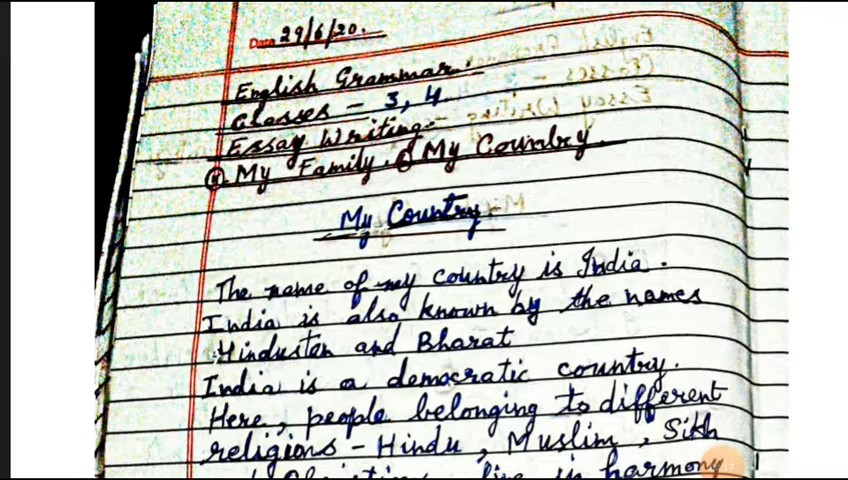 Date 29/6/20.
English Grammar:-
Classes - 3, 4.
Essay Writing:-
My Family. My Country.
My Country
The name of my country is India.
India is also known by the names
Hindustan and Bharat
India is a democratic country.
Here, people belonging to different
religions - Hindu, Muslim, Sikh
live in harmony